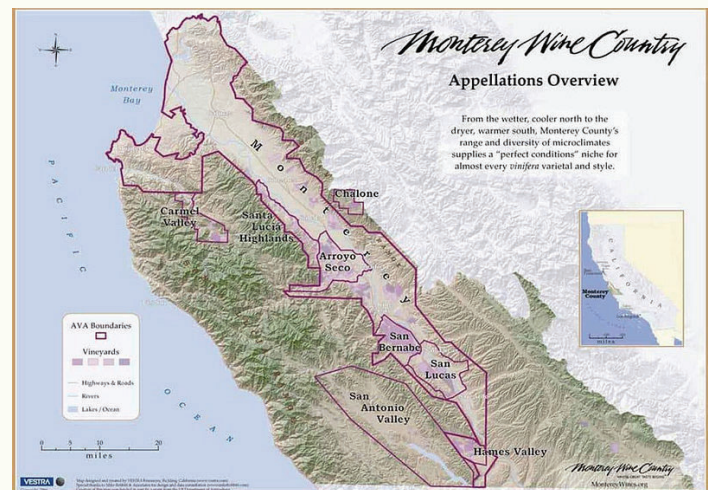 Monterey Wine Country
Appellations Overview
From the wetter, cooler north to the
dryer, warmer south, Monterey County's
range and diversity of microclimates
supplies a "perfect conditions" niche for
almost every vinifera varietal and style.
Monterey
Bay
PACIFIC
OCEAN
Monterey
Chalone
Carmel
Valley
Santa
Lucia
Highlands
Arroyo
Seco
San
Bernabe
San
Lucas
San
Antonio
Valley
Hames Valley
CALIFORNIA
Monterey
County
AVA Boundaries
Vineyards
Highways & Roads
Rivers
Lakes / Ocean
0 5 10 20
miles
VESTRA
Monterey Wine Country
MontereyWines.org